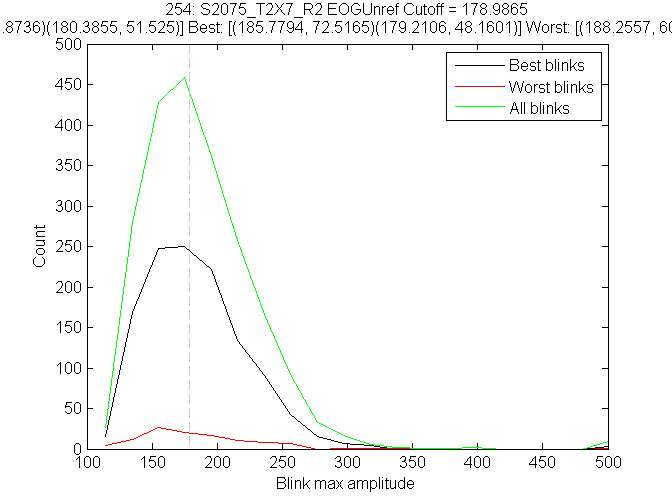 254: S2075_T2X7_R2 EOGUnref Cutoff = 178.9865
.8736)(180.3855, 51.525)] Best: [(185.7794, 72.5165)(179.2106, 48.1601)] Worst: [(188.2557, 60
500
450
400
350
300
250
200
150
100
50
0
Count
Best blinks
Worst blinks
All blinks
100
150
200
250
300
350
400
450
500
Blink max amplitude